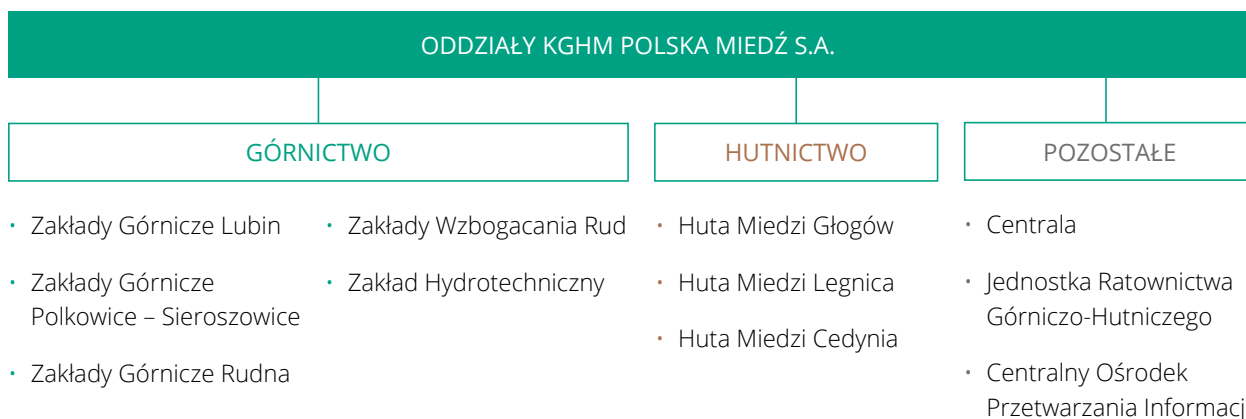 ODDZIAŁY KGHM POLSKA MIEDŹ S.A.
GÓRNICTWO
• Zakłady Górnicze Lubin
• Zakłady Górnicze
Polkowice – Sieroszowice
• Zakłady Górnicze Rudna
• Zakłady Wzbogacania Rud
• Zakład Hydrotechniczny
HUTNICTWO
• Huta Miedzi Głogów
• Huta Miedzi Legnica
• Huta Miedzi Cedynia
POZOSTAŁE
• Centrala
• Jednostka Ratownictwa
Górniczo-Hutniczego
• Centralny Ośrodek
Przetwarzania Informacj